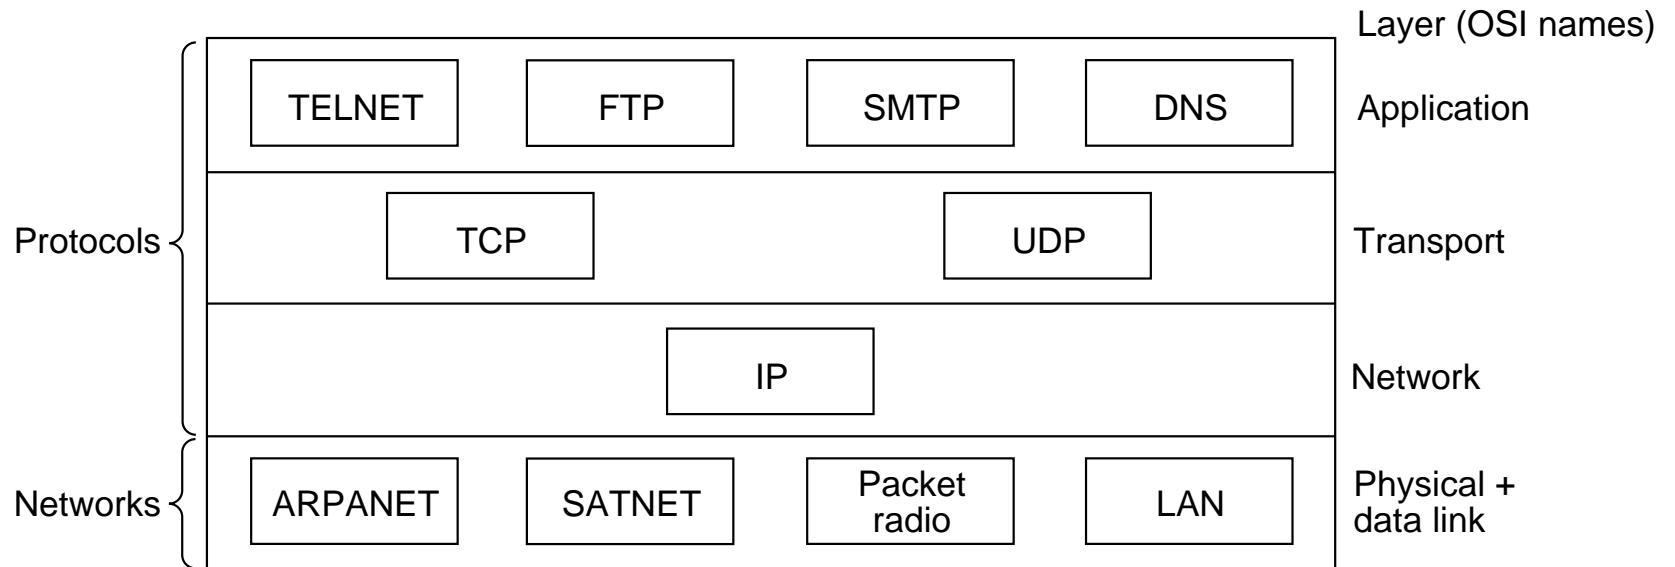 Layer (OSI names)
TELNET FTP SMTP DNS Application
Protocols TCP UDP Transport
IP Network
Networks ARPANET SATNET Packet radio LAN Physical + data link